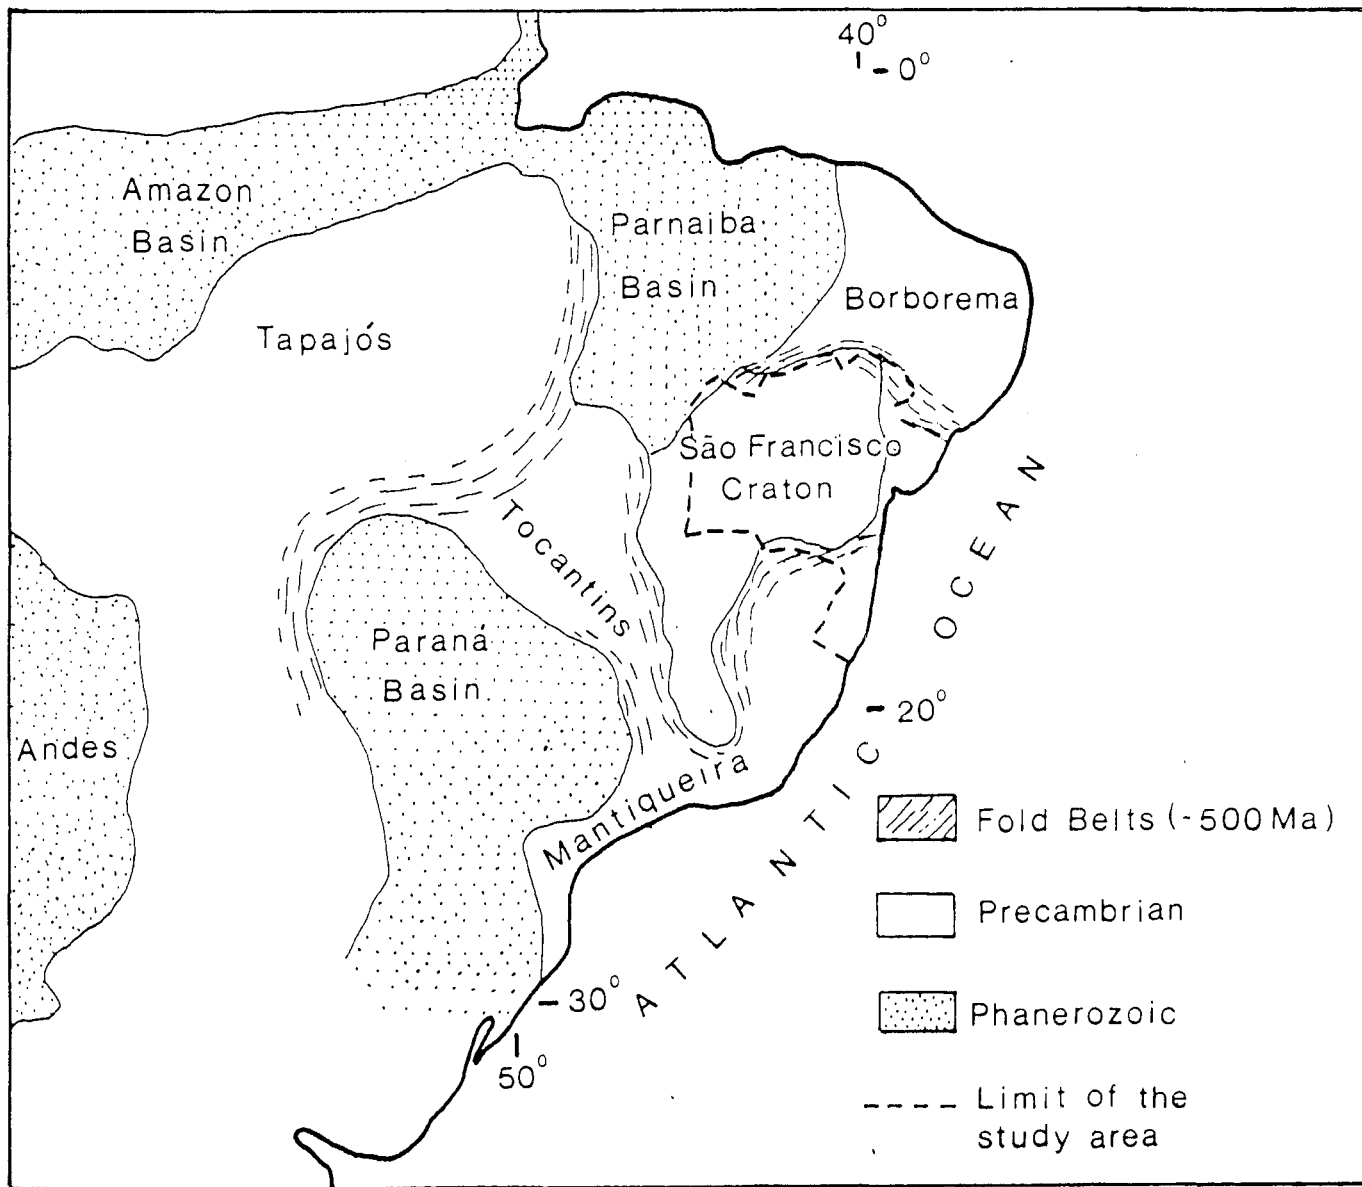 40°
0°
Amazon
Basin
Parnaiba
Basin
Borborema
Tapajós
São Francisco
Craton
Tocantins
Paraná
Basin
Andes
Mantiqueira
ATLANTIC OCEAN
20°
30°
50°
Fold Belts (~500 Ma)
Precambrian
Phanerozoic
Limit of the
study area